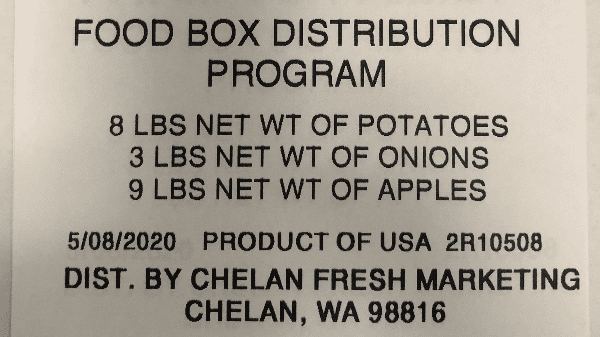 FOOD BOX DISTRIBUTION
PROGRAM
8 LBS NET WT OF POTATOES
3 LBS NET WT OF ONIONS
9 LBS NET WT OF APPLES
5/08/2020 PRODUCT OF USA 2R10508
DIST. BY CHELAN FRESH MARKETING
CHELAN, WA 98816